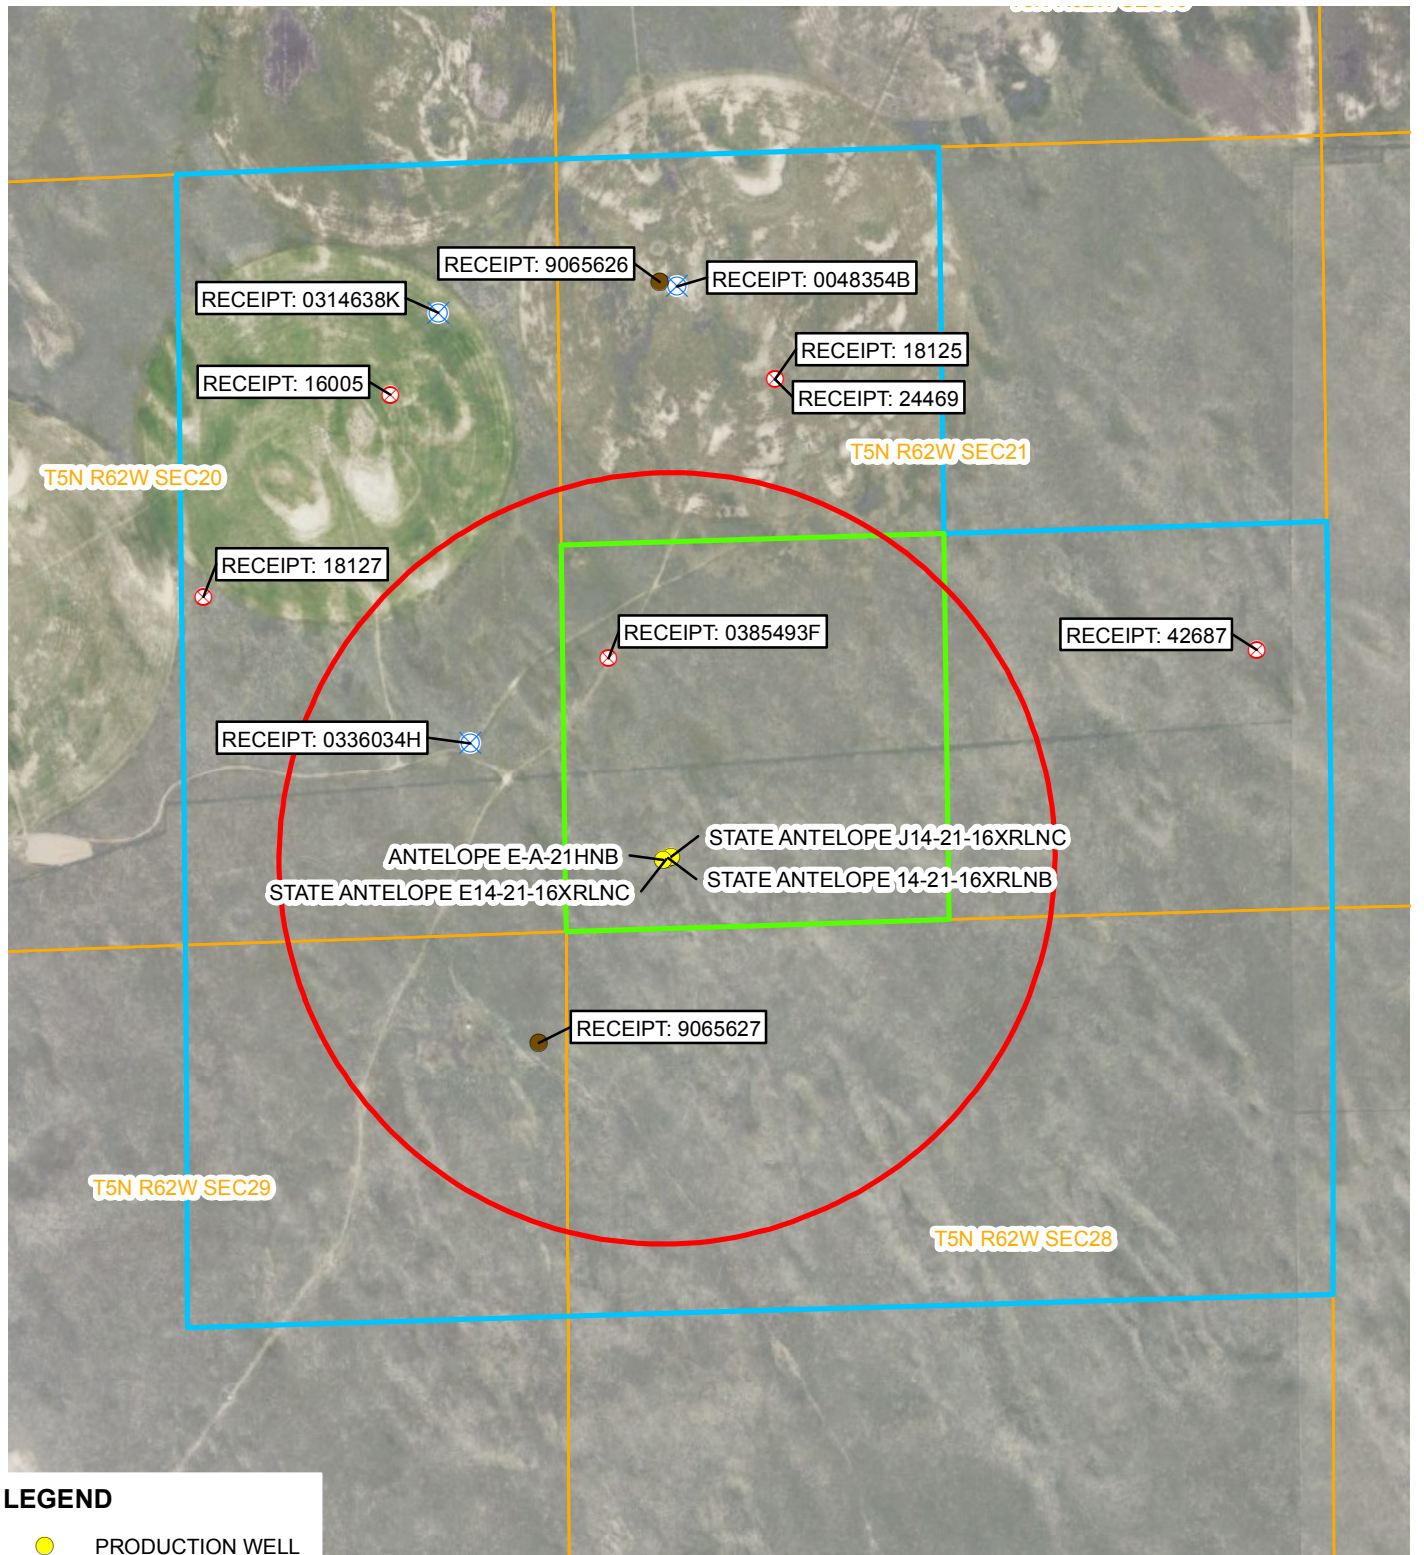 RECEIPT: 9065626
RECEIPT: 0048354B
RECEIPT: 0314638K
RECEIPT: 18125
RECEIPT: 16005
RECEIPT: 24469
T5N R62W SEC21
T5N R62W SEC20
RECEIPT: 18127
RECEIPT: 0385493F
RECEIPT: 42687
RECEIPT: 0336034H
STATE ANTELOPE J14-21-16XRLNC
ANTELOPE E-A-21HNB
STATE ANTELOPE 14-21-16XRLNB
STATE ANTELOPE E14-21-16XRLNC
RECEIPT: 9065627
T5N R62W SEC29
T5N R62W SEC28
LEGEND
PRODUCTION WELL